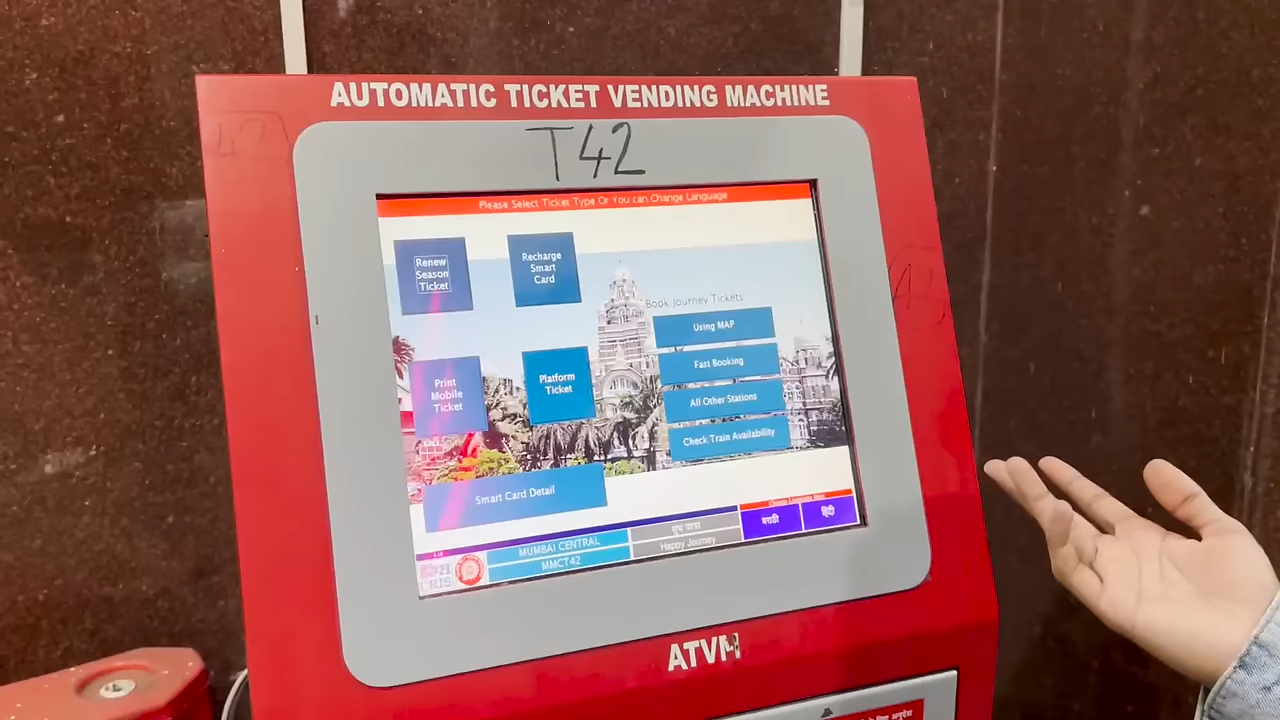 AUTOMATIC TICKET VENDING MACHINE
T42
Please Select Ticket Type Or You can Change Language
Renew
Season
Ticket
Recharge
Smart
Card
Book Journey Tickets
Using MAP
Fast Booking
All Other Stations
Check Train Availability
Print
Mobile
Ticket
Platform
Ticket
Smart Card Detail
MUMBAI CENTRAL
MMCT42
शुभ यात्रा
Happy Journey
मराठी
हिंदी
CRIS
ATVM